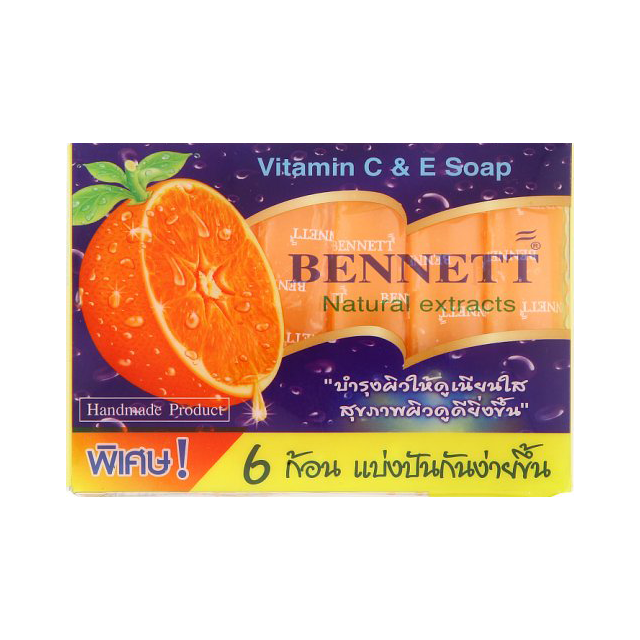 Vitamin C & E Soap
BENNETT®
Natural extracts
"บำรุงผิวให้ดูเนียนใส
สุขภาพผิวดูดียิ่งขึ้น"
Handmade Product
พิเศษ!
6 ก้อน แบ่งปันกันง่ายขึ้น
BENNETT
BENNETT